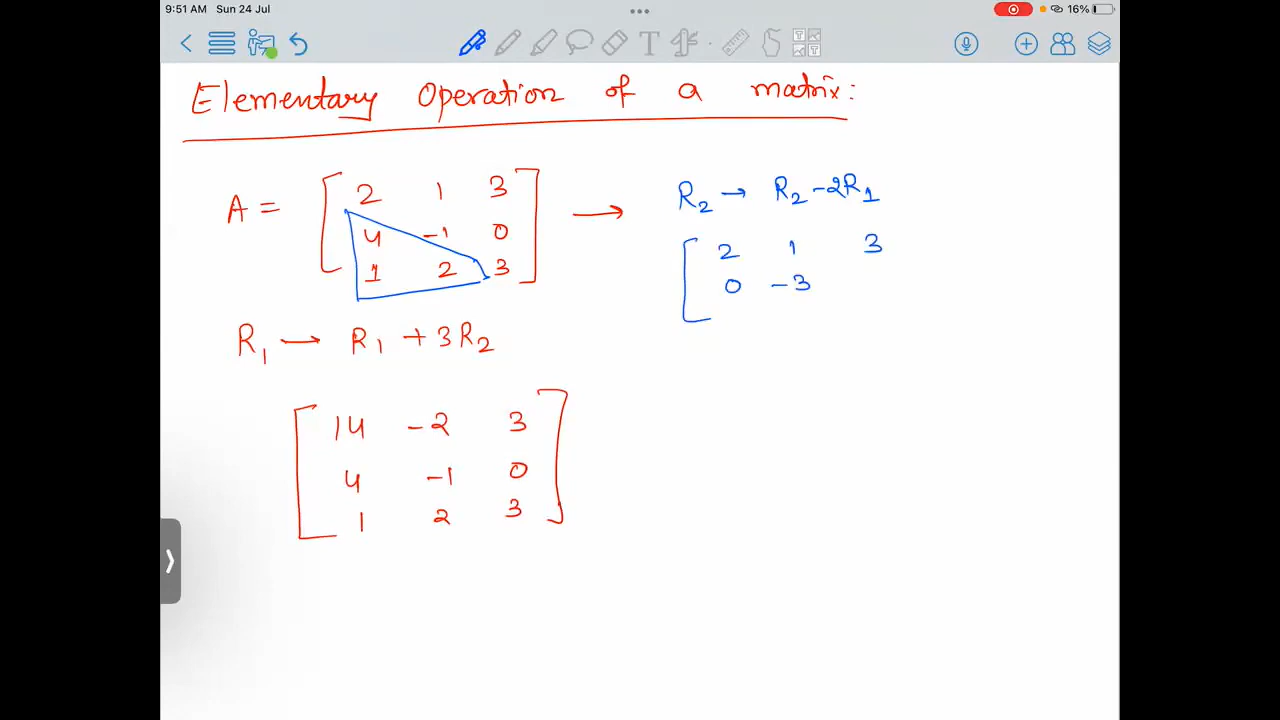 9:51 AM Sun 24 Jul
16%
Elementary Operation of a matrix:
A = [ 2 1 3
4 -1 0
1 2 3 ] →
R1 → R1 + 3R2
[ 14 -2 3
4 -1 0
1 2 3 ]
R2 → R2 - 2R1
[ 2 1 3
0 -3